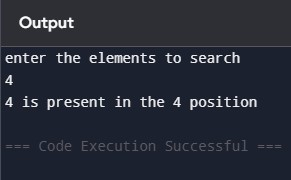 Output
enter the elements to search
4
4 is present in the 4 position
=== Code Execution Successful ===